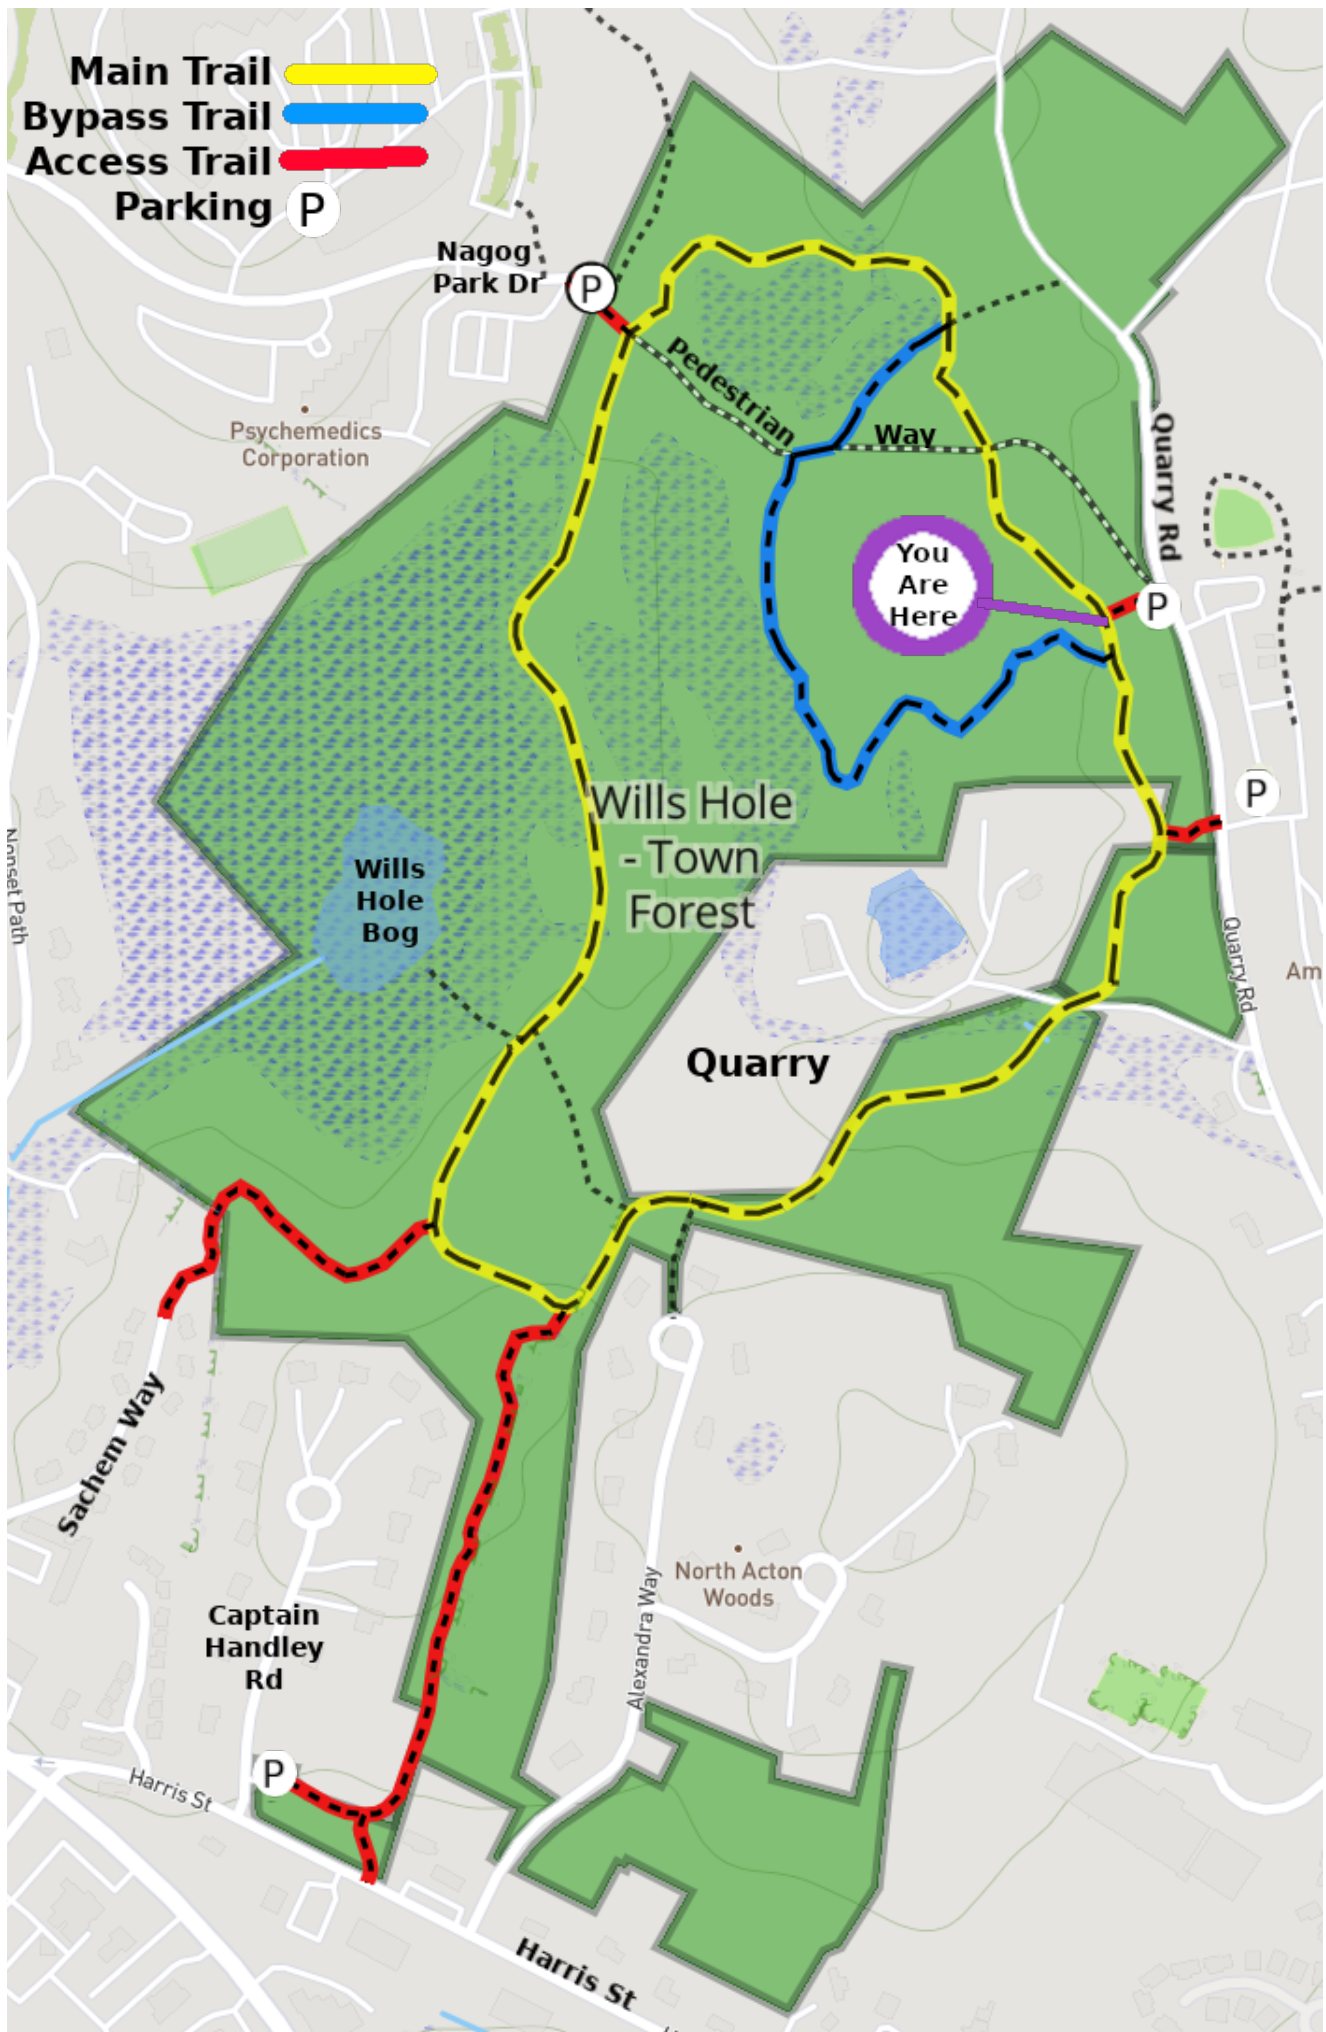 Main Trail
Bypass Trail
Access Trail
Parking P
Nagog
Park Dr
P
Pedestrian
Way
Psychemedics
Corporation
Quarry Rd
You
Are
Here
P
P
Wills Hole
- Town
Forest
Wills
Hole
Bog
Nonset Path
Quarry Rd
Am
Quarry
Sachem Way
North Acton
Woods
Alexandra Way
Captain
Handley
Rd
P
Harris St
Harris St